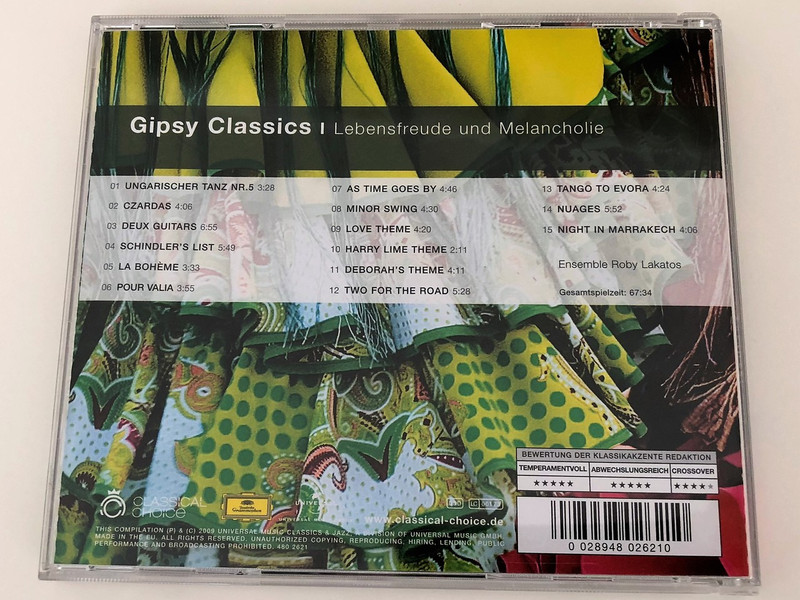 Gipsy Classics | Lebensfreude und Melancholie
01 UNGARISCHER TANZ NR.5 3:28
02 CZARDAS 4:06
03 DEUX GUITARS 6:55
04 SCHINDLER'S LIST 5:49
05 LA BOHÈME 3:33
06 POUR VALIA 3:55
07 AS TIME GOES BY 4:46
08 MINOR SWING 4:30
09 LOVE THEME 4:20
10 HARRY LIME THEME 2:11
11 DEBORAH'S THEME 4:11
12 TWO FOR THE ROAD 5:28
13 TANGO TO EVORA 4:24
14 NUAGES 5:52
15 NIGHT IN MARRAKECH 4:06
Ensemble Roby Lakatos
Gesamtspielzeit: 67:34
BEWERTUNG DER KLASSIKAKZENTE REDAKTION
TEMPERAMENTVOLL ABWECHSLUNGSREICH CROSSOVER
★★★★★ ★★★★★ ★★★★★
CLASSICAL
CHOICE
Deutsche
Grammophon
www.classical-choice.de
THIS COMPILATION (P) & (C) 2009 UNIVERSAL MUSIC CLASSICS & JAZZ, A DIVISION OF UNIVERSAL MUSIC GMBH.
MADE IN THE EU. ALL RIGHTS RESERVED. UNAUTHORIZED COPYING, REPRODUCING, HIRING, LENDING, PUBLIC
PERFORMANCE AND BROADCASTING PROHIBITED. 480 2621
0 028948 026210